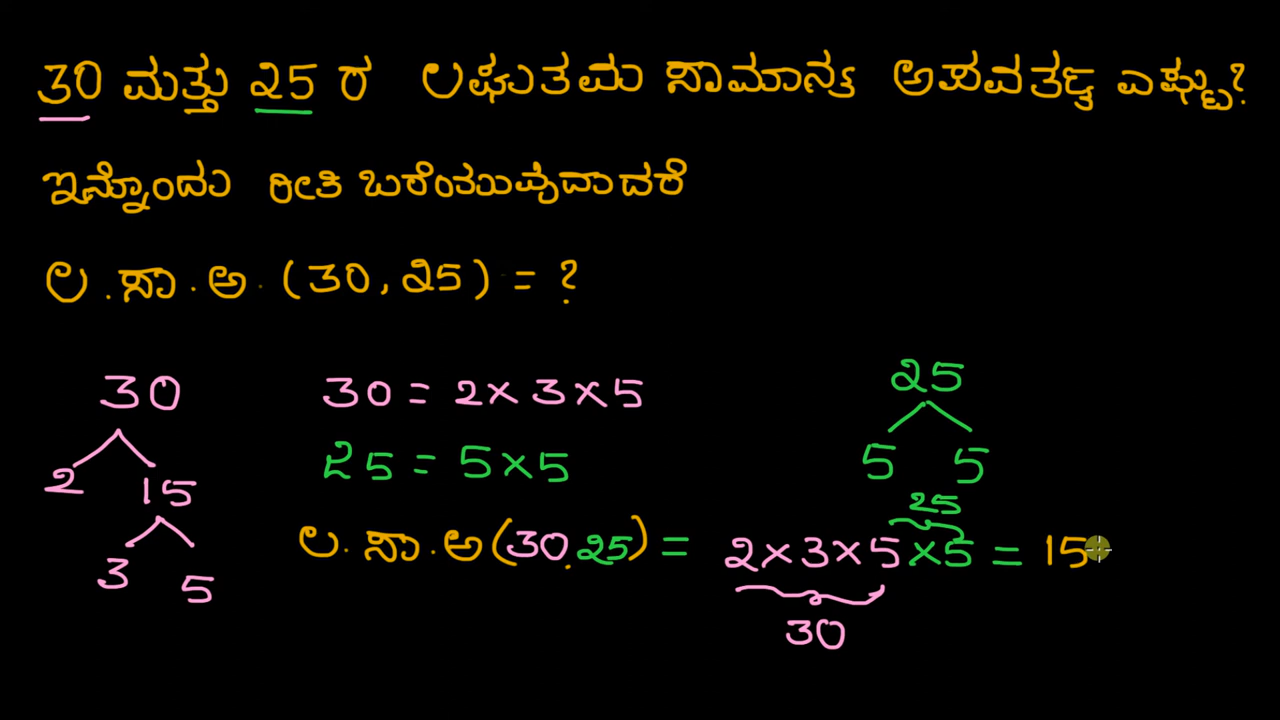 30 ಮತ್ತು 25 ರ ಲಘುತಮ ಸಾಮಾನ್ಯ ಅಪವರ್ತ್ಯ ಎಷ್ಟು?
ಇನ್ನೊಂದು ರೀತಿ ಬರೆಯುವುದಾದರೆ
ಲ.ಸಾ.ಅ.(30,25)=?
30
2 15
3 5
30 = 2×3×5
25 = 5×5
25
5 5
25
ಲ.ಸಾ.ಅ(30,25) = 2×3×5×5 = 15
30